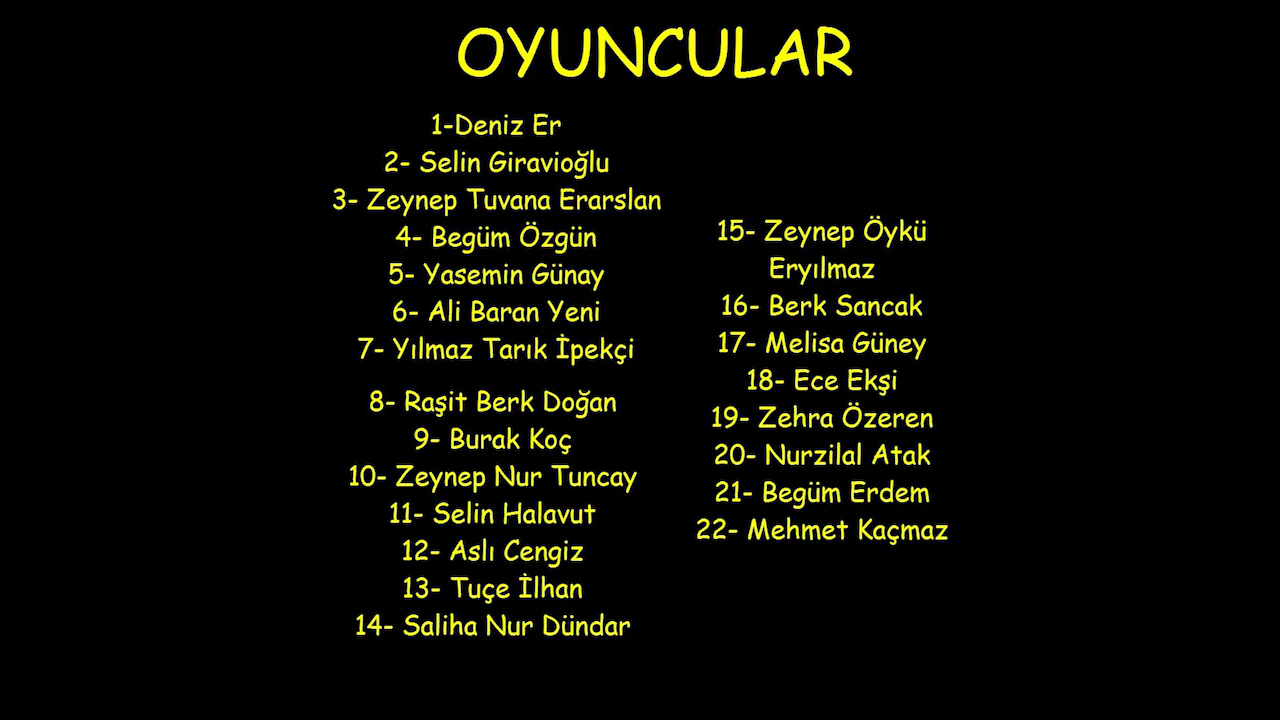 OYUNCULAR
1-Deniz Er
2- Selin Giravioğlu
3- Zeynep Tuvana Erarslan
4- Begüm Özgün
5- Yasemin Günay
6- Ali Baran Yeni
7- Yılmaz Tarık İpekçi
8- Raşit Berk Doğan
9- Burak Koç
10- Zeynep Nur Tuncay
11- Selin Halavut
12- Aslı Cengiz
13- Tuçe İlhan
14- Saliha Nur Dündar
15- Zeynep Öykü
Eryılmaz
16- Berk Sancak
17- Melisa Güney
18- Ece Ekşi
19- Zehra Özeren
20- Nurzilal Atak
21- Begüm Erdem
22- Mehmet Kaçmaz